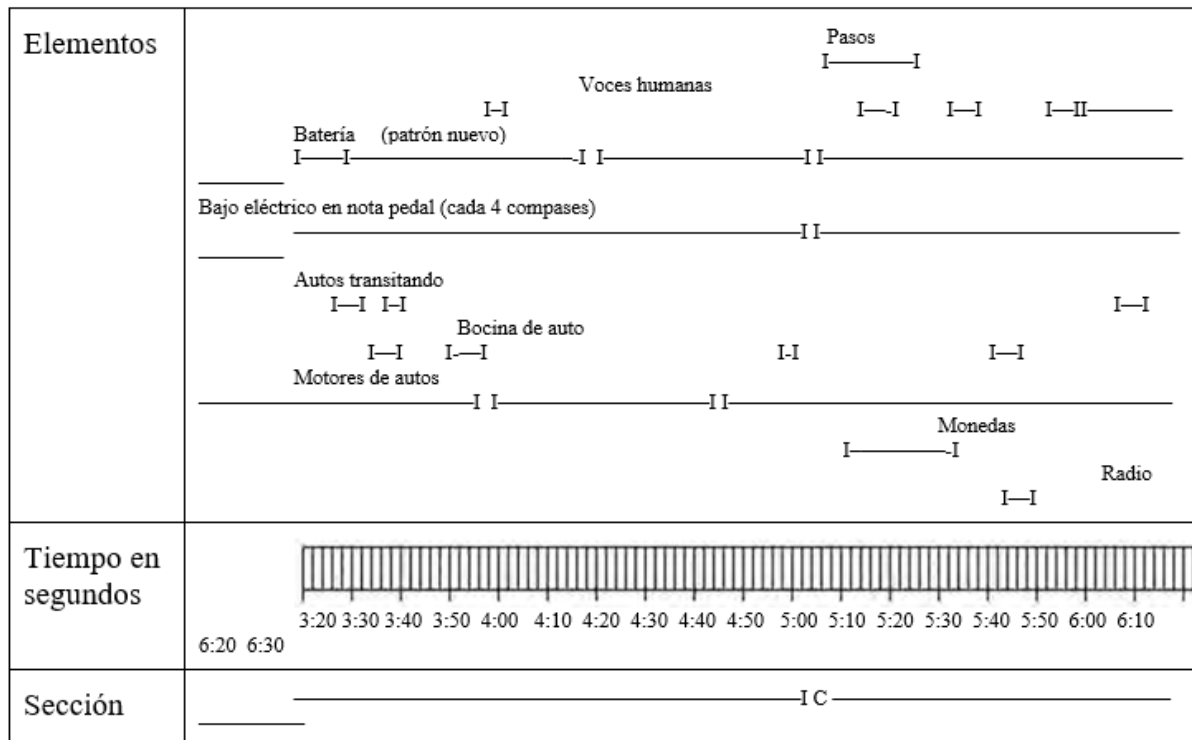 Elementos
Pasos
I————I
Voces humanas
I–I I—-I I—I I—II————
Batería (patrón nuevo)
I——I—————————-I I—————————I I————————————————
————
Bajo eléctrico en nota pedal (cada 4 compases)
—————————————————————I I————————————————
————
Autos transitando
I—I I–I I—I
Bocina de auto
I—I I-—I I-I I—I
Motores de autos
————————————I I—————————I I————————————————————
Monedas
I————-I
Radio
I—I
Tiempo en
segundos
3:20 3:30 3:40 3:50 4:00 4:10 4:20 4:30 4:40 4:50 5:00 5:10 5:20 5:30 5:40 5:50 6:00 6:10
6:20 6:30
Sección
—————————————————————I C ———————————————
————